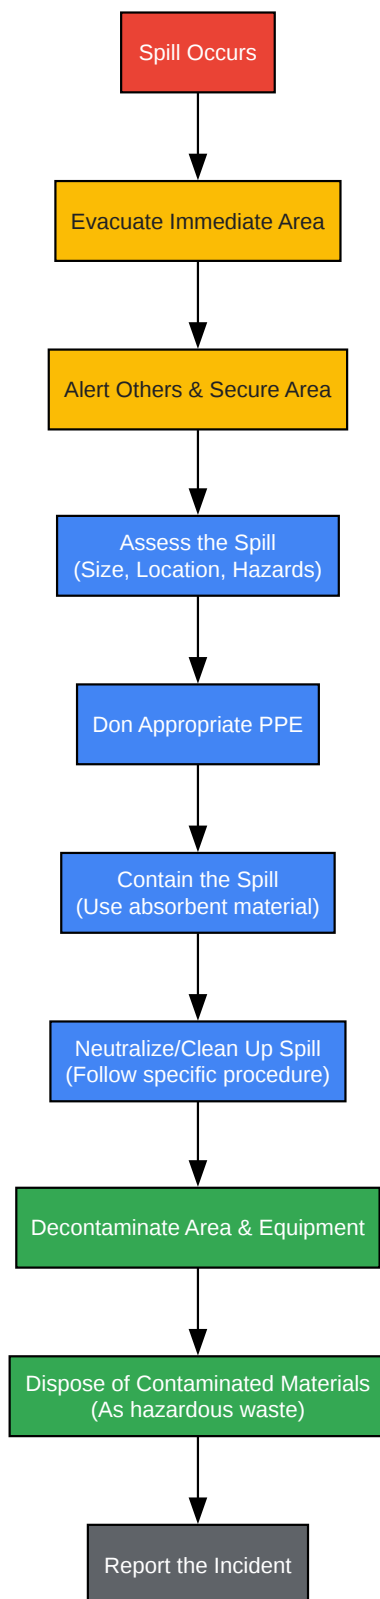 Spill Occurs
Evacuate Immediate Area
Alert Others & Secure Area
Assess the Spill
(Size, Location, Hazards)
Don Appropriate PPE
Contain the Spill
(Use absorbent material)
Neutralize/Clean Up Spill
(Follow specific procedure)
Decontaminate Area & Equipment
Dispose of Contaminated Materials
(As hazardous waste)
Report the Incident